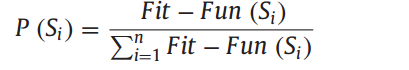 P (Sᵢ) = Fit – Fun (Sᵢ) / ∑ⁿᵢ₌₁ Fit – Fun (Sᵢ)